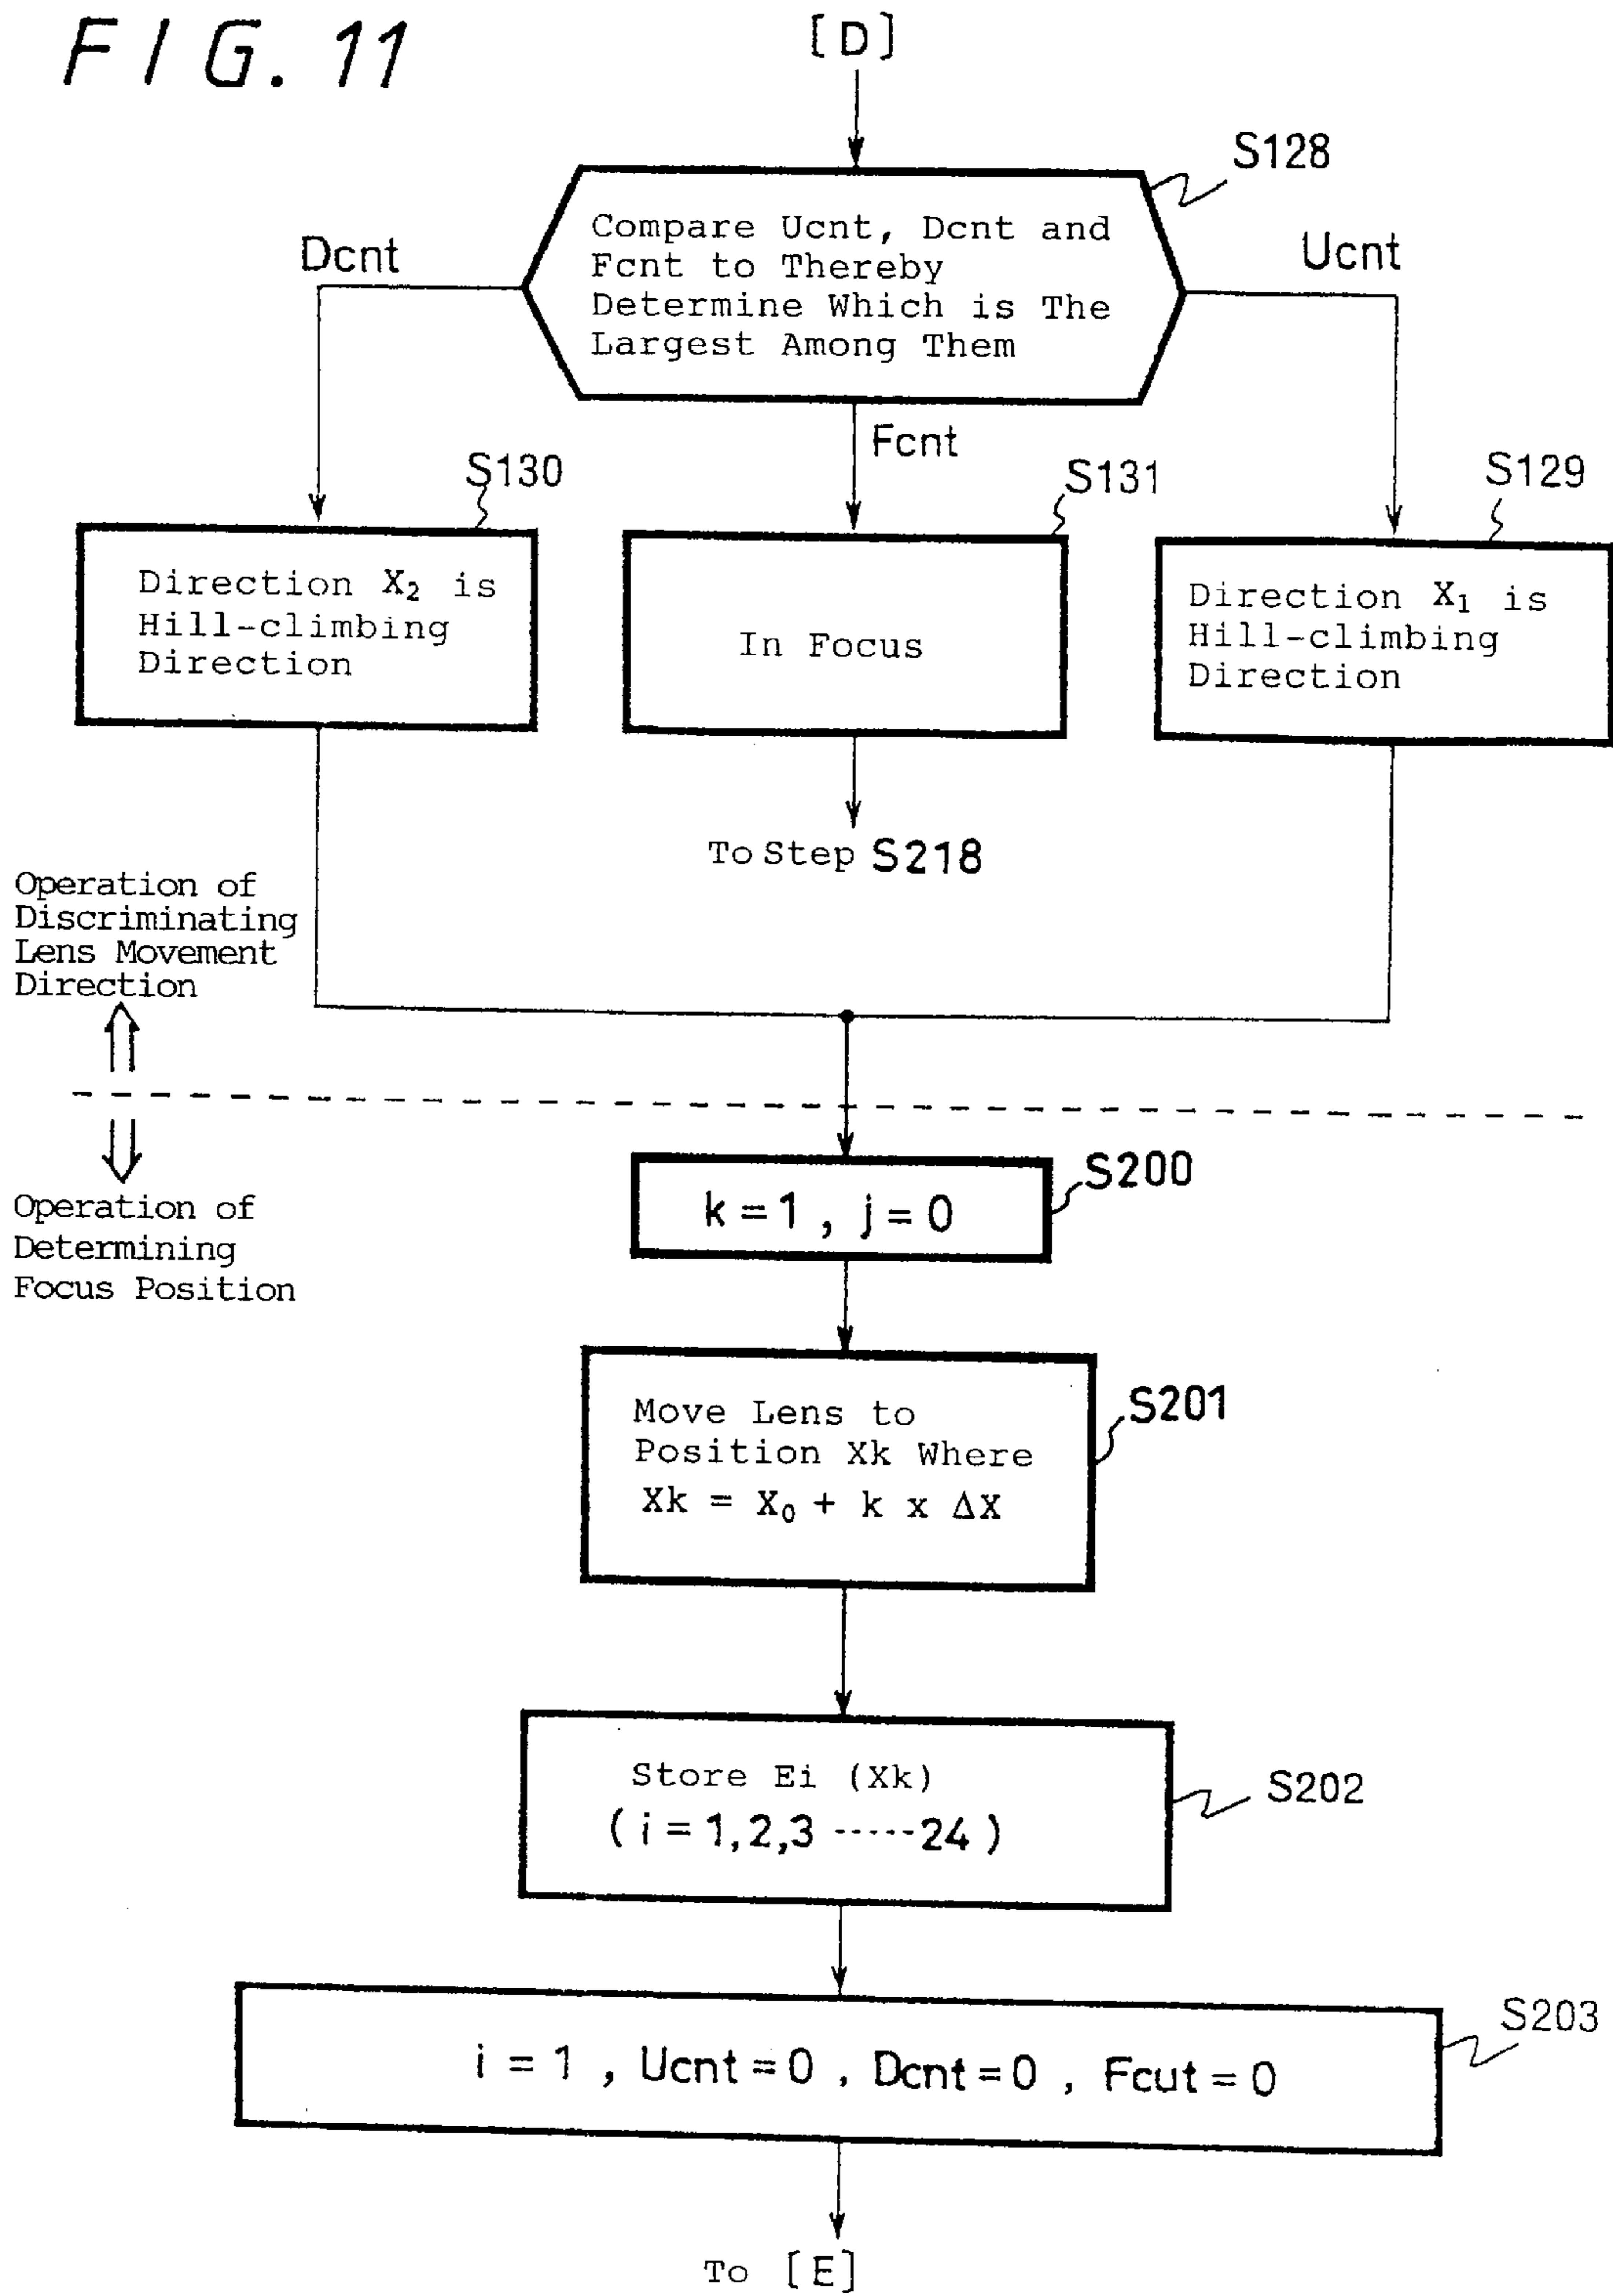 FIG. 11
[D]
S128
Compare Ucnt, Dcnt and
Fcnt to Thereby
Determine Which is The
Largest Among Them
Dcnt
Ucnt
Fcnt
S130
S131
S129
Direction X₂ is
Hill-climbing
Direction
In Focus
Direction X₁ is
Hill-climbing
Direction
To Step S218
Operation of
Discriminating
Lens Movement
Direction
Operation of
Determining
Focus Position
S200
k = 1 , j = 0
S201
Move Lens to
Position Xk Where
Xk = X₀ + k x ΔX
S202
Store Ei (Xk)
( i = 1,2,3 -----24 )
S203
i = 1 , Ucnt = 0 , Dcnt = 0 , Fcut = 0
To [E]